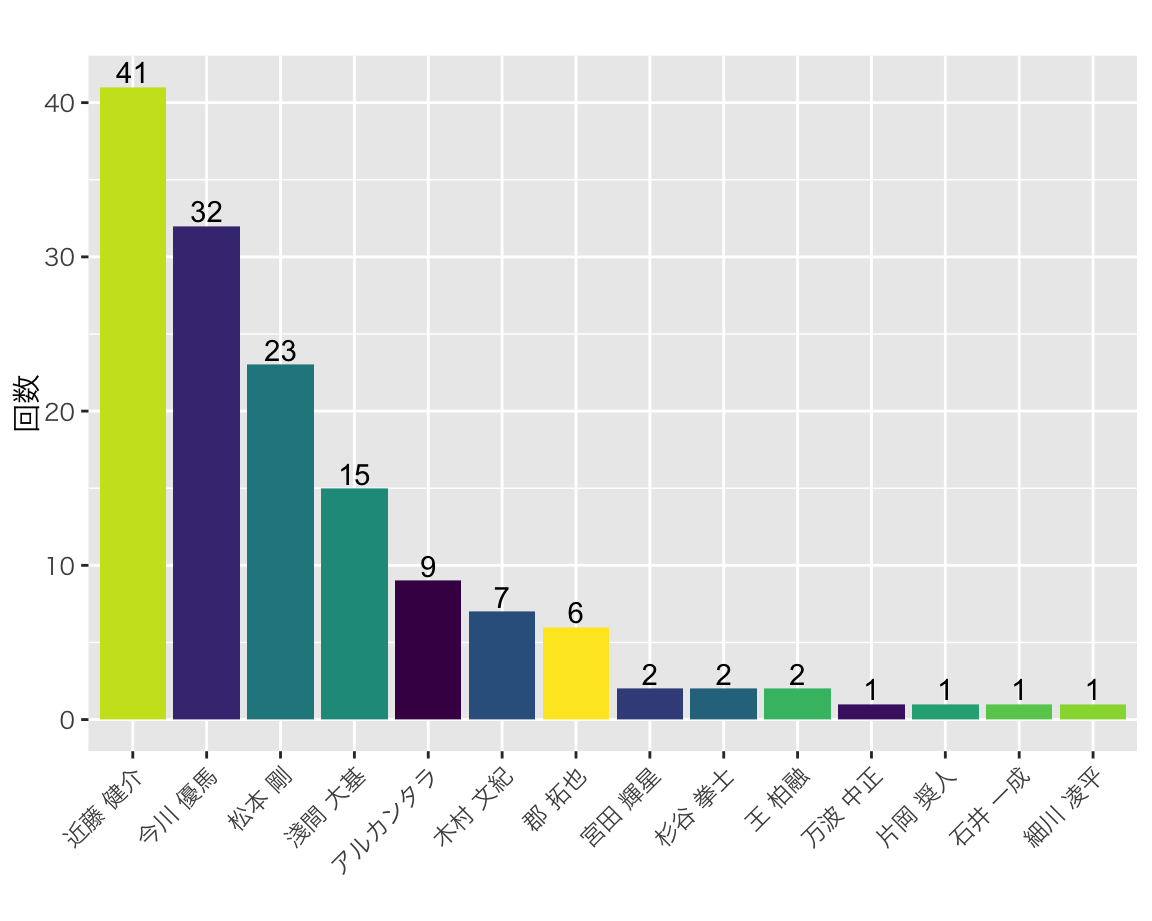 41
32
23
15
9
7
6
2
2
2
1
1
1
1
40
30
20
10
0
回数
近藤 健介
今川 優馬
松本 剛
淺間 大基
アルカンタラ
木村 文紀
郡 拓也
宮田 輝星
杉谷 拳士
王 柏融
万波 中正
片岡 奨人
石井 一成
細川 凌平